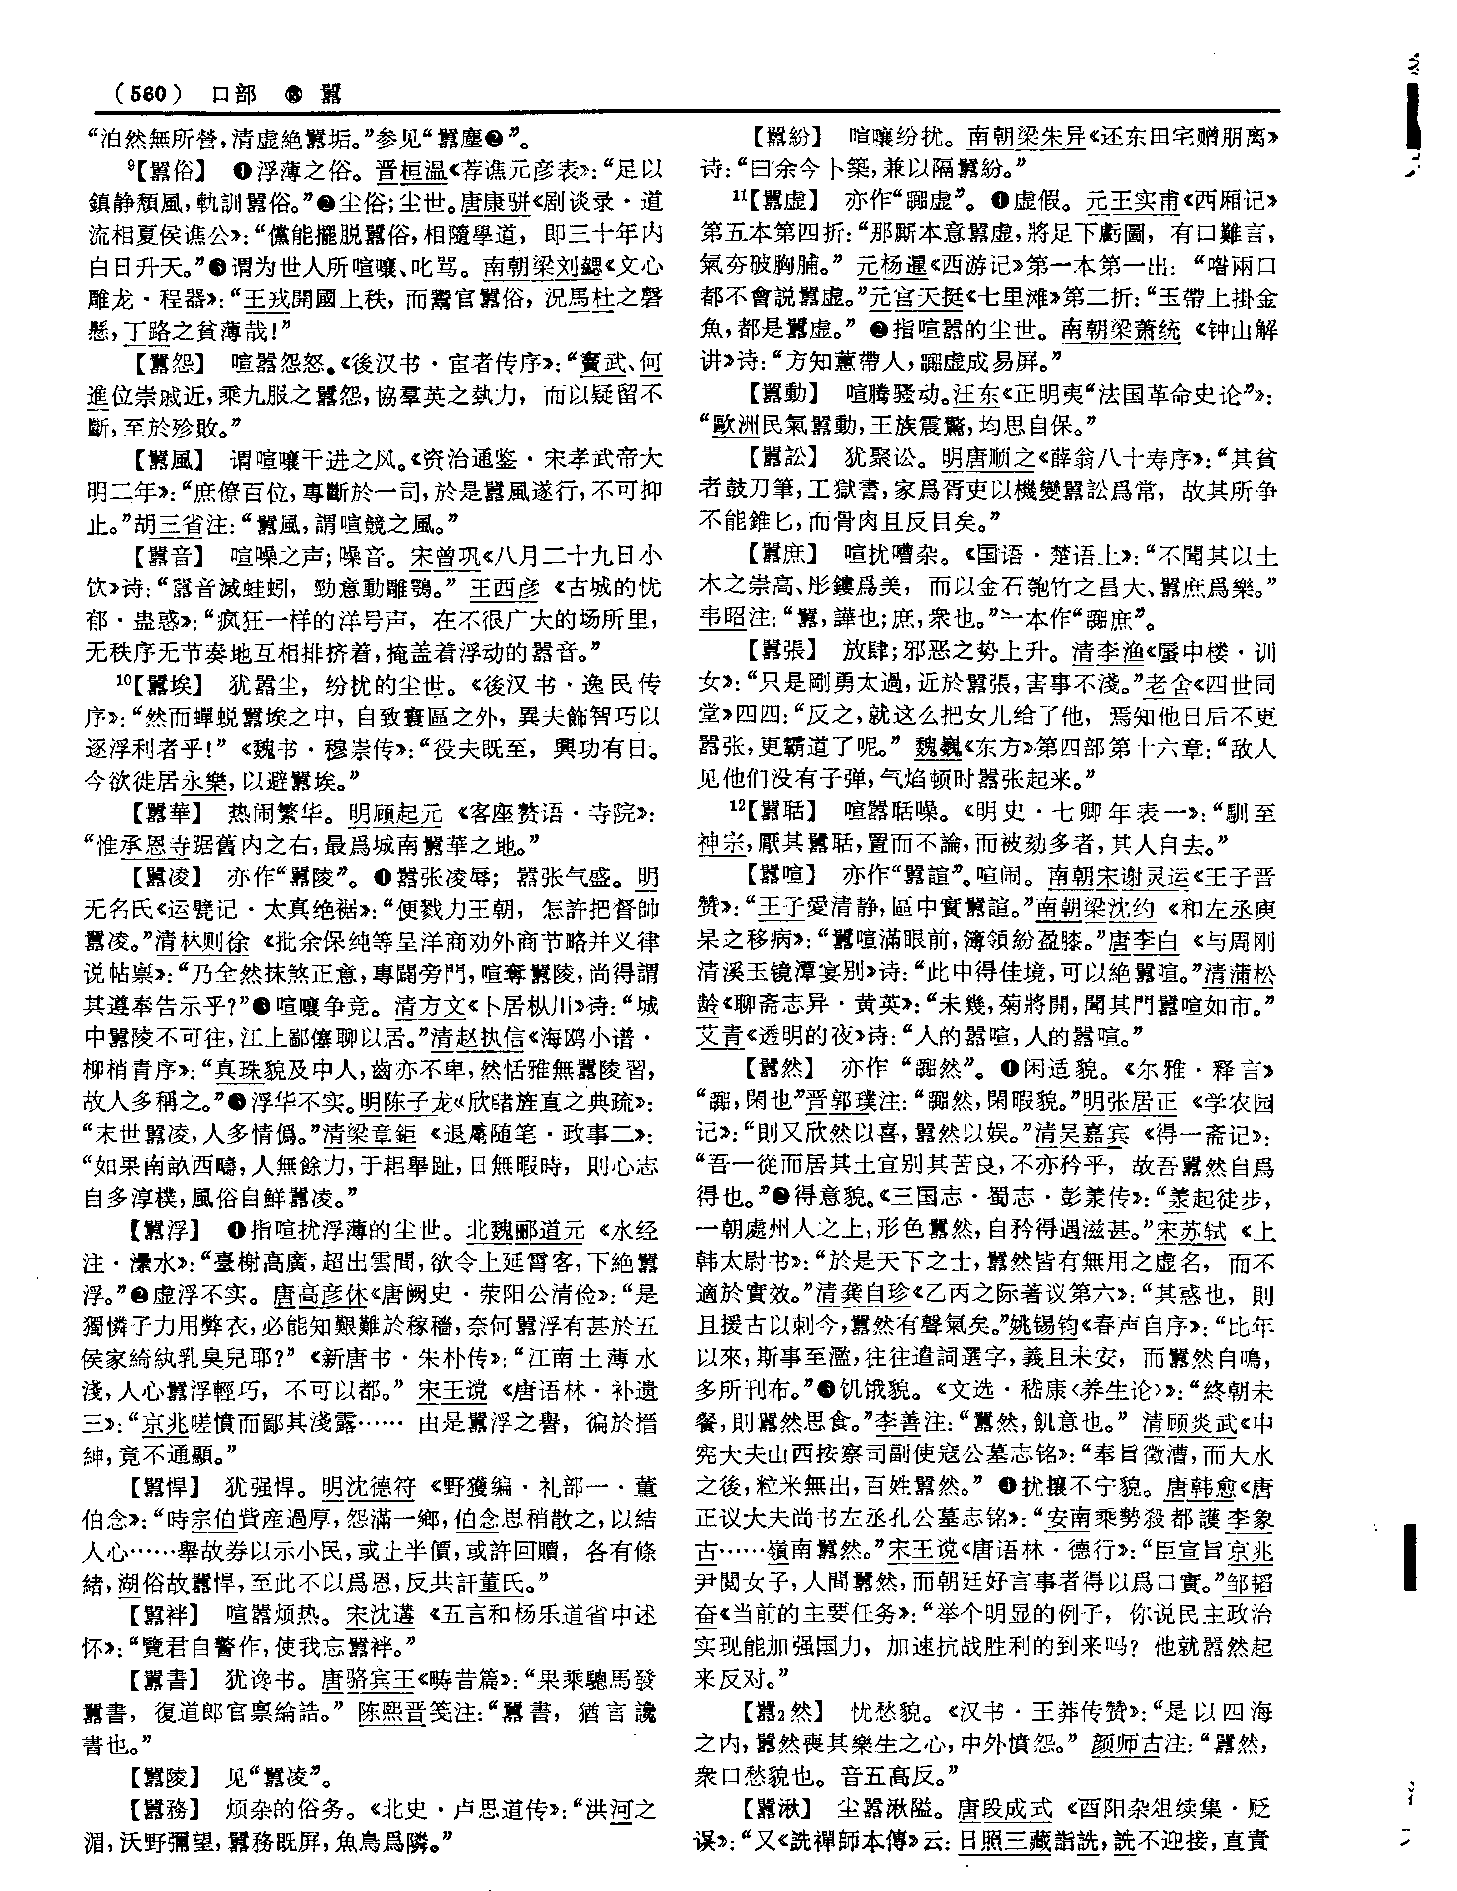 （560） 口部 ⑱ 囂
“泊然無所營，清虚絶囂垢。”参见“囂塵❷”。
⁹【囂俗】 ❶浮薄之俗。晋桓温《荐谯元彦表》：“足以
鎮静頽風，軌訓囂俗。”❷尘俗；尘世。唐康骈《剧谈录·道
流相夏侯谯公》：“儻能擺脱囂俗，相隨學道，即三十年内
白日升天。”❸谓为世人所喧嚷、叱骂。南朝梁刘勰《文心
雕龙·程器》：“王戎開國上秩，而鬻官囂俗，況馬杜之磬
懸，丁路之貧薄哉！”
【囂怨】 喧嚣怨怒。《後汉书·宦者传序》：“竇武、何
進位崇戚近，乘九服之囂怨，協羣英之埶力，而以疑留不
斷，至於殄敗。”
【囂風】 谓喧嚷干进之风。《资治通鉴·宋孝武帝大
明二年》：“庶僚百位，專斷於一司，於是囂風遂行，不可抑
止。”胡三省注：“囂風，謂喧競之風。”
【囂音】 喧噪之声；噪音。宋曾巩《八月二十九日小
饮》诗：“囂音滅蛙蚓，勁意動雕鶚。” 王西彦《古城的忧
郁·蛊惑》：“疯狂一样的洋号声，在不很广大的场所里，
无秩序无节奏地互相排挤着，掩盖着浮动的嚣音。”
¹⁰【囂埃】 犹嚣尘，纷扰的尘世。《後汉书·逸民传
序》：“然而蟬蜕囂埃之中，自致寰區之外，異夫飾智巧以
逐浮利者乎！” 《魏书·穆崇传》：“役夫既至，興功有日。
今欲徙居永樂，以避囂埃。”
【囂華】 热闹繁华。明顾起元《客座赘语·寺院》：
“惟承恩寺踞舊内之右，最爲城南囂華之地。”
【囂凌】 亦作“囂陵”。❶嚣张凌辱；嚣张气盛。明
无名氏《运甓记·太真绝裾》：“便戮力王朝，怎許把督帥
囂凌。”清林则徐《批余保纯等呈洋商劝外商节略并义律
说帖禀》：“乃全然抹煞正意，專闢旁門，喧奪囂陵，尚得謂
其遵奉告示乎？”❷喧嚷争竞。清方文《卜居枞川》诗：“城
中囂陵不可往，江上鄙僿聊以居。”清赵执信《海鸥小谱·
柳梢青序》：“真珠貌及中人，齒亦不卑，然恬雅無囂陵習，
故人多稱之。”❸浮华不实。明陈子龙《欣睹旌直之典疏》：
“末世囂凌，人多情僞。”清梁章鉅《退庵随笔·政事二》：
“如果南畝西疇，人無餘力，于耜舉趾，日無暇時，則心志
自多淳樸，風俗自鮮囂凌。”
【囂浮】 ❶指喧扰浮薄的尘世。北魏郦道元《水经
注·㶟水》：“臺榭高廣，超出雲間，欲令上延霄客，下絶囂
浮。”❷虚浮不实。唐高彦休《唐阙史·荥阳公清俭》：“是
獨憐子力用弊衣，必能知艱難於稼穡，奈何囂浮有甚於五
侯家綺紈乳臭兒耶？” 《新唐书·朱朴传》：“江南土薄水
淺，人心囂浮輕巧，不可以都。” 宋王谠《唐语林·补遗
三》：“京兆嗟憤而鄙其淺露…… 由是囂浮之譽，徧於搢
紳，竟不通顯。”
【囂悍】 犹强悍。明沈德符《野獲编·礼部一·董
伯念》：“時宗伯貲産過厚，怨滿一鄉，伯念思稍散之，以結
人心……舉故券以示小民，或止半價，或許回贖，各有條
緒，湖俗故囂悍，至此不以爲恩，反共訐董氏。”
【囂袢】 喧嚣烦热。宋沈遘《五言和杨乐道省中述
怀》：“覽君自警作，使我忘囂袢。”
【囂書】 犹谗书。唐骆宾王《畴昔篇》：“果乘驄馬發
囂書，復道郎官禀綸誥。” 陈熙晋笺注：“囂書，猶言讒
書也。”
【囂陵】 见“囂凌”。
【囂務】 烦杂的俗务。《北史·卢思道传》：“洪河之
湄，沃野彌望，囂務既屏，魚鳥爲隣。”
【囂紛】 喧嚷纷扰。南朝梁朱异《还东田宅赠朋离》
诗：“曰余今卜築，兼以隔囂紛。”
¹¹【囂虚】 亦作“嚻虚”。❶虚假。元王实甫《西厢记》
第五本第四折：“那厮本意囂虚，將足下虧圖，有口難言，
氣夯破胸脯。” 元杨暹《西游记》第一本第一出：“喒兩口
都不會説囂虚。”元宫天挺《七里滩》第二折：“玉帶上掛金
魚，都是囂虚。” ❷指喧嚣的尘世。南朝梁萧统《钟山解
讲》诗：“方知蕙帶人，嚻虚成易屏。”
【囂動】 喧腾骚动。汪东《正明夷“法国革命史论”》：
“歐洲民氣囂動，王族震驚，均思自保。”
【囂訟】 犹聚讼。明唐顺之《薛翁八十寿序》：“其貧
者鼓刀筆，工獄書，家爲胥吏以機變囂訟爲常，故其所争
不能錐匕，而骨肉且反目矣。”
【囂庶】 喧扰嘈杂。《国语·楚语上》：“不聞其以土
木之崇高、彤鏤爲美，而以金石匏竹之昌大、囂庶爲樂。”
韦昭注：“囂，譁也；庶，衆也。”一本作“嚻庶”。
【囂張】 放肆；邪恶之势上升。清李渔《蜃中楼·训
女》：“只是剛勇太過，近於囂張，害事不淺。”老舍《四世同
堂》四四：“反之，就这么把女儿给了他，焉知他日后不更
嚣张，更霸道了呢。” 魏巍《东方》第四部第十六章：“敌人
见他们没有子弹，气焰顿时嚣张起来。”
¹²【囂聒】 喧嚣聒噪。《明史·七卿年表一》：“馴至
神宗，厭其囂聒，置而不論，而被劾多者，其人自去。”
【囂喧】 亦作“囂諠”。喧闹。南朝宋谢灵运《王子晋
赞》：“王子愛清静，區中實囂諠。”南朝梁沈约《和左丞庾
杲之移病》：“囂喧滿眼前，簿領紛盈膝。”唐李白《与周刚
清溪玉镜潭宴别》诗：“此中得佳境，可以絶囂喧。”清蒲松
龄《聊斋志异·黄英》：“未幾，菊將開，聞其門囂喧如市。”
艾青《透明的夜》诗：“人的嚣喧，人的嚣喧。”
【囂然】 亦作“嚻然”。❶闲适貌。《尔雅·释言》
“嚻，閑也”晋郭璞注：“嚻然，閑暇貌。”明张居正《学农园
记》：“則又欣然以喜，囂然以娱。”清吴嘉宾《得一斋记》：
“吾一從而居其土宜别其苦良，不亦矜乎，故吾囂然自爲
得也。”❷得意貌。《三国志·蜀志·彭羕传》：“羕起徒步，
一朝處州人之上，形色囂然，自矜得遇滋甚。”宋苏轼《上
韩太尉书》：“於是天下之士，囂然皆有無用之虚名，而不
適於實效。”清龚自珍《乙丙之际著议第六》：“其惑也，則
且援古以刺今，囂然有聲氣矣。”姚锡钧《春声自序》：“比年
以來，斯事至濫，往往遣詞選字，義且未安，而囂然自鳴，
多所刊布。”❸饥饿貌。《文选·嵇康〈养生论〉》：“終朝未
餐，則囂然思食。”李善注：“囂然，飢意也。” 清顾炎武《中
宪大夫山西按察司副使寇公墓志铭》：“奉旨徵漕，而大水
之後，粒米無出，百姓囂然。” ❹扰攘不宁貌。唐韩愈《唐
正议大夫尚书左丞孔公墓志铭》：“安南乘勢殺都護李象
古……嶺南囂然。”宋王谠《唐语林·德行》：“臣宣旨京兆
尹閲女子，人間囂然，而朝廷好言事者得以爲口實。”邹韬
奋《当前的主要任务》：“举个明显的例子，你说民主政治
实现能加强国力，加速抗战胜利的到来吗？他就嚣然起
来反对。”
【囂₂然】 忧愁貌。《汉书·王莽传赞》：“是以四海
之内，囂然喪其樂生之心，中外憤怨。” 颜师古注：“囂然，
衆口愁貌也。音五高反。”
【囂湫】 尘嚣湫隘。唐段成式《酉阳杂俎续集·贬
误》：“又《詵禪師本傳》云：日照三藏詣詵，詵不迎接，直責